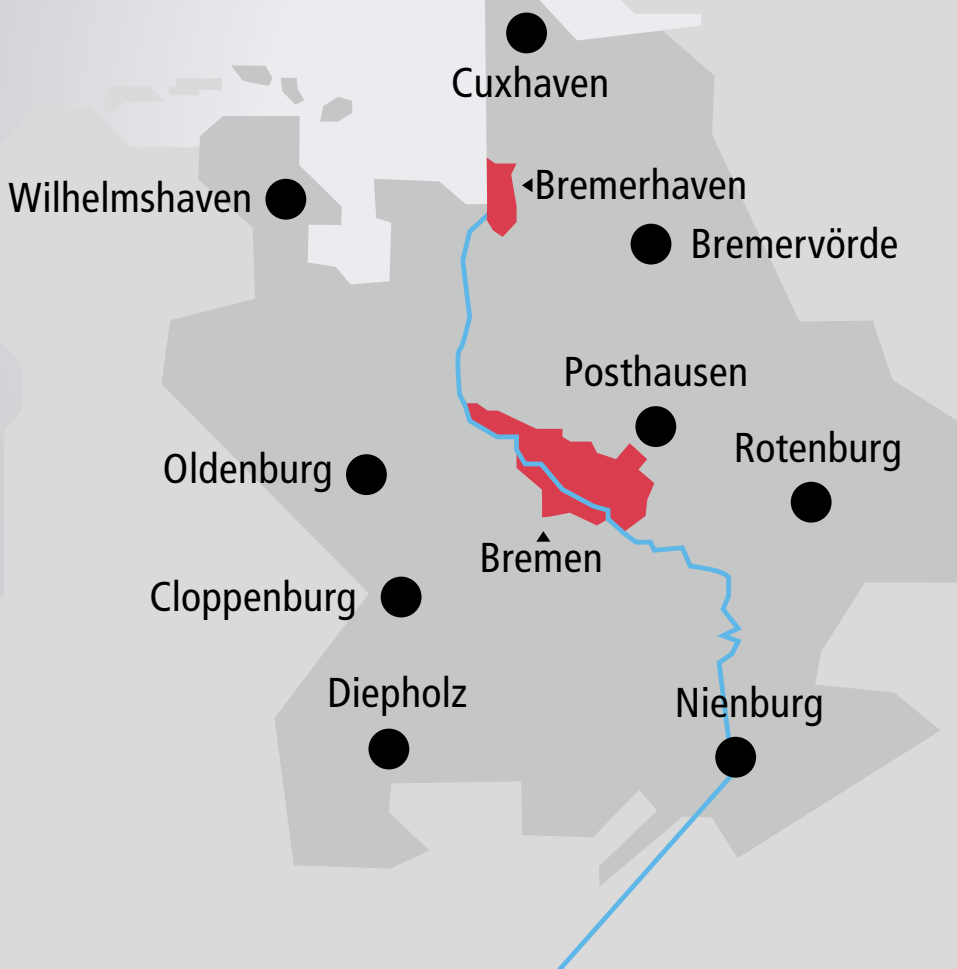 Cuxhaven
Bremerhaven
Wilhelmshaven
Bremervörde
Posthausen
Rotenburg
Oldenburg
Bremen
Cloppenburg
Diepholz
Nienburg